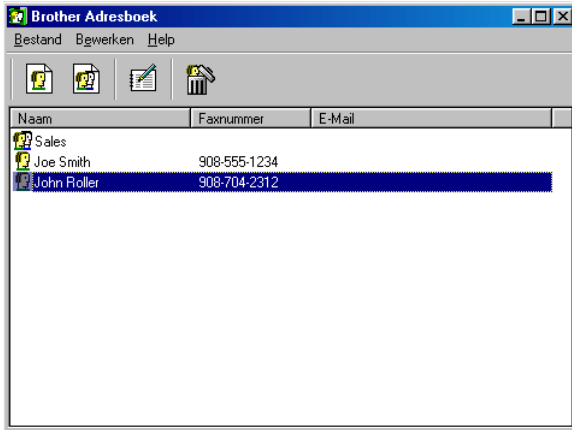 Brother Adresboek
Bestand Bewerken Help
Naam Faxnummer E-Mail
Sales
Joe Smith 908-555-1234
John Roller 908-704-2312